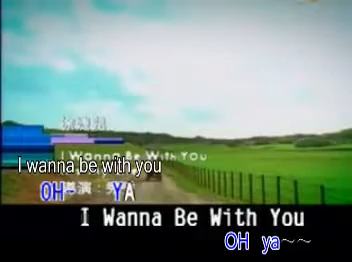 I Wanna Be With You
I wanna be with you
OH~ YA
I Wanna Be With You
OH ya~~